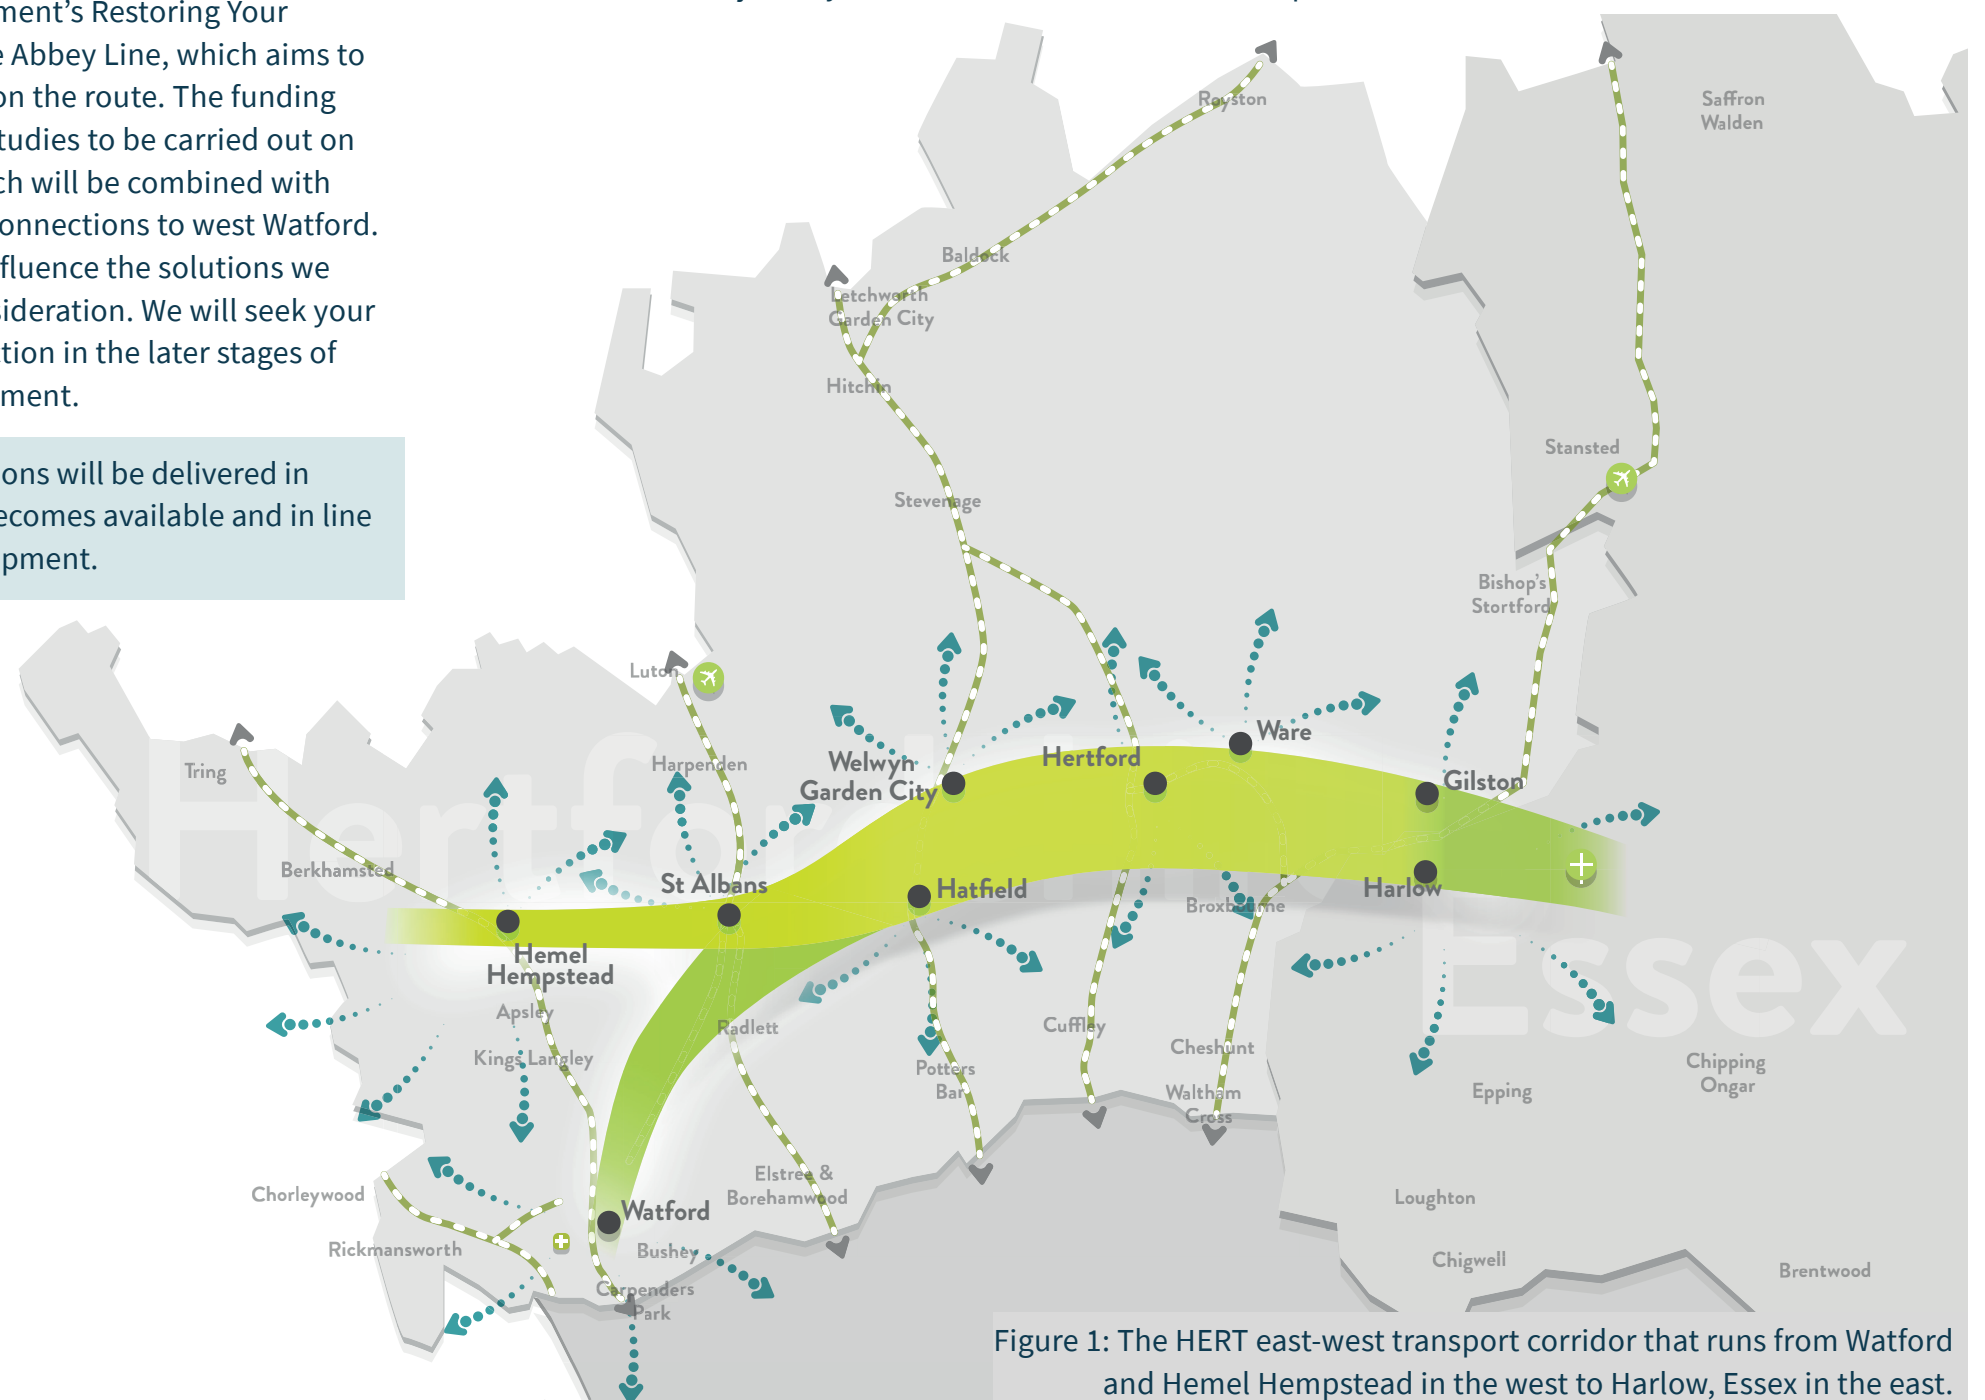 ment's Restoring Your
e Abbey Line, which aims to
on the route. The funding
tudies to be carried out on
ch will be combined with
onnections to west Watford.
fluence the solutions we
sideration. We will seek your
tion in the later stages of
ment.
ons will be delivered in
ecomes available and in line
pment.
Royston
Saffron
Walden
Baldock
Letchworth
Garden City
Hitchin
Stansted
Stevenage
Bishop's
Stortford
Luton
Ware
Hertford
Welwyn
Garden City
Harpenden
Tring
Gilston
Hertfordshire
Berkhamsted
St Albans
Hatfield
Harlow
Broxbourne
Hemel
Hempstead
Essex
Apsley
Radlett
Cuffley
Kings Langley
Cheshunt
Potters
Bar
Waltham
Cross
Epping
Chipping
Ongar
Elstree &
Borehamwood
Chorleywood
Loughton
Watford
Rickmansworth
Bushey
Chigwell
Brentwood
Carpenders
Park
Figure 1: The HERT east-west transport corridor that runs from Watford
and Hemel Hempstead in the west to Harlow, Essex in the east.